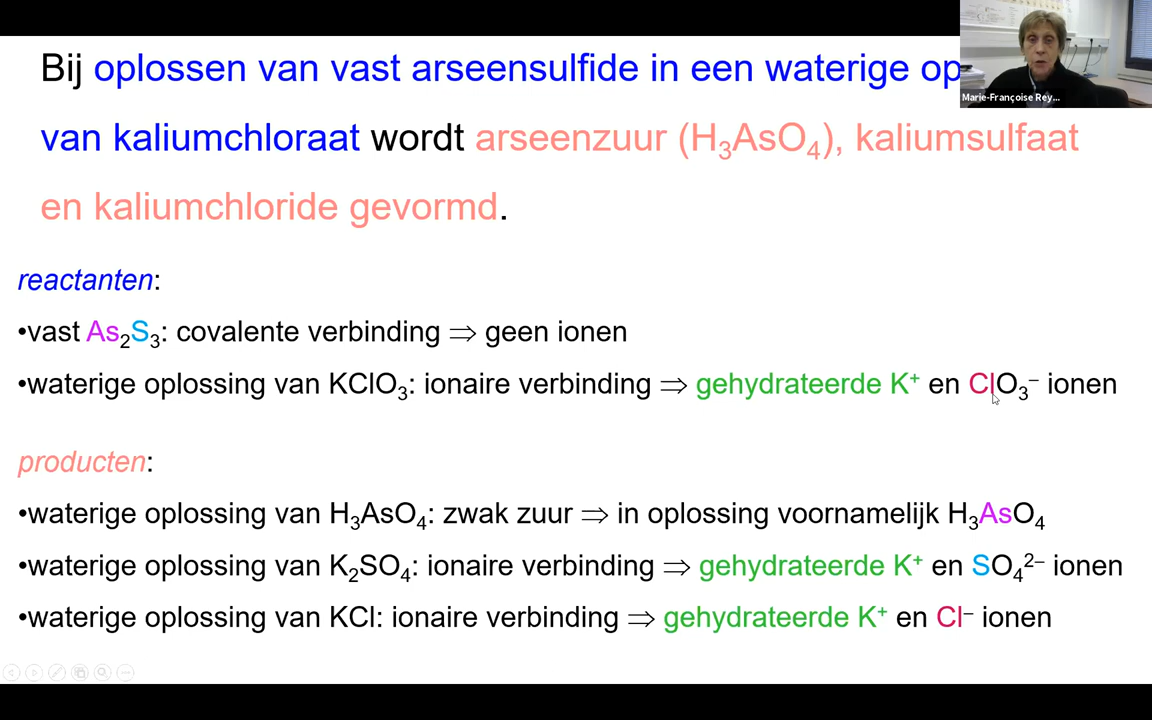 Bij oplossen van vast arseensulfide in een waterige op
Marie-Françoise Rey...
van kaliumchloraat wordt arseenzuur (H₃AsO₄), kaliumsulfaat
en kaliumchloride gevormd.
reactanten:
•vast As₂S₃: covalente verbinding ⇒ geen ionen
•waterige oplossing van KClO₃: ionaire verbinding ⇒ gehydrateerde K⁺ en ClO₃⁻ ionen
producten:
•waterige oplossing van H₃AsO₄: zwak zuur ⇒ in oplossing voornamelijk H₃AsO₄
•waterige oplossing van K₂SO₄: ionaire verbinding ⇒ gehydrateerde K⁺ en SO₄²⁻ ionen
•waterige oplossing van KCl: ionaire verbinding ⇒ gehydrateerde K⁺ en Cl⁻ ionen